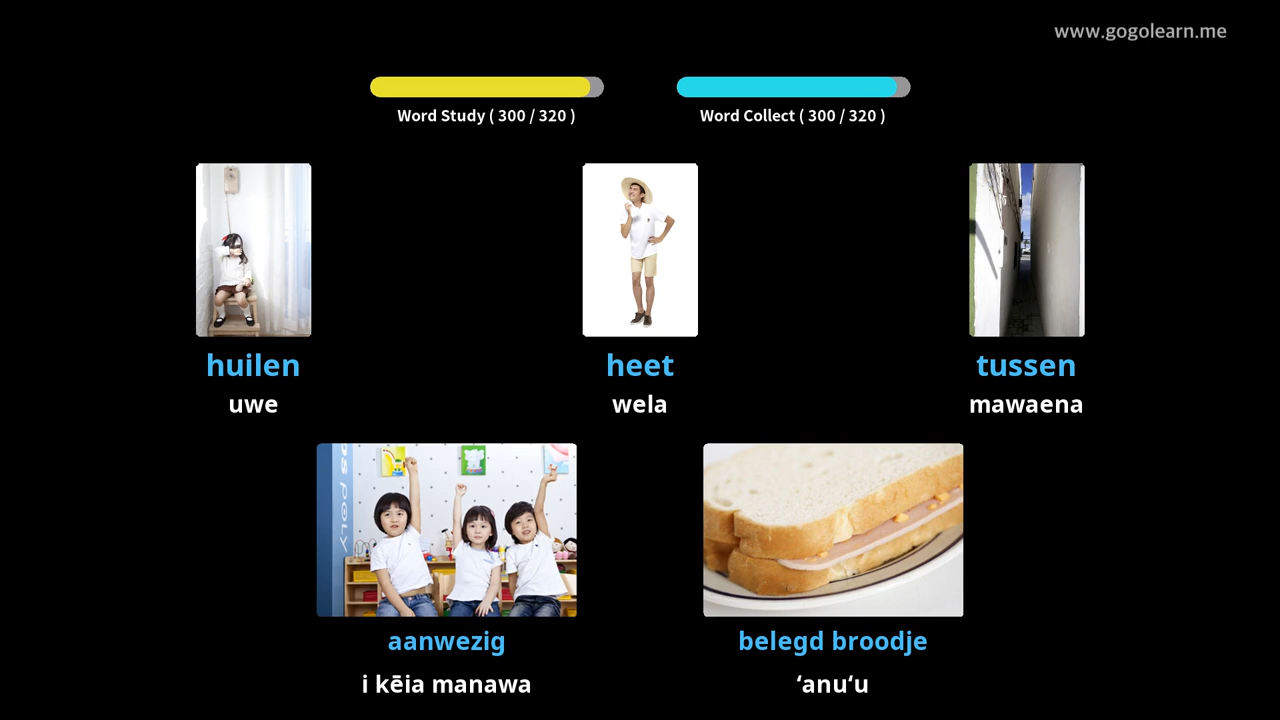 www.gogolearn.me
Word Study ( 300 / 320 )
Word Collect ( 300 / 320 )
huilen
heet
tussen
uwe
wela
mawaena
aanwezig
belegd broodje
i kēia manawa
ʻanuʻu